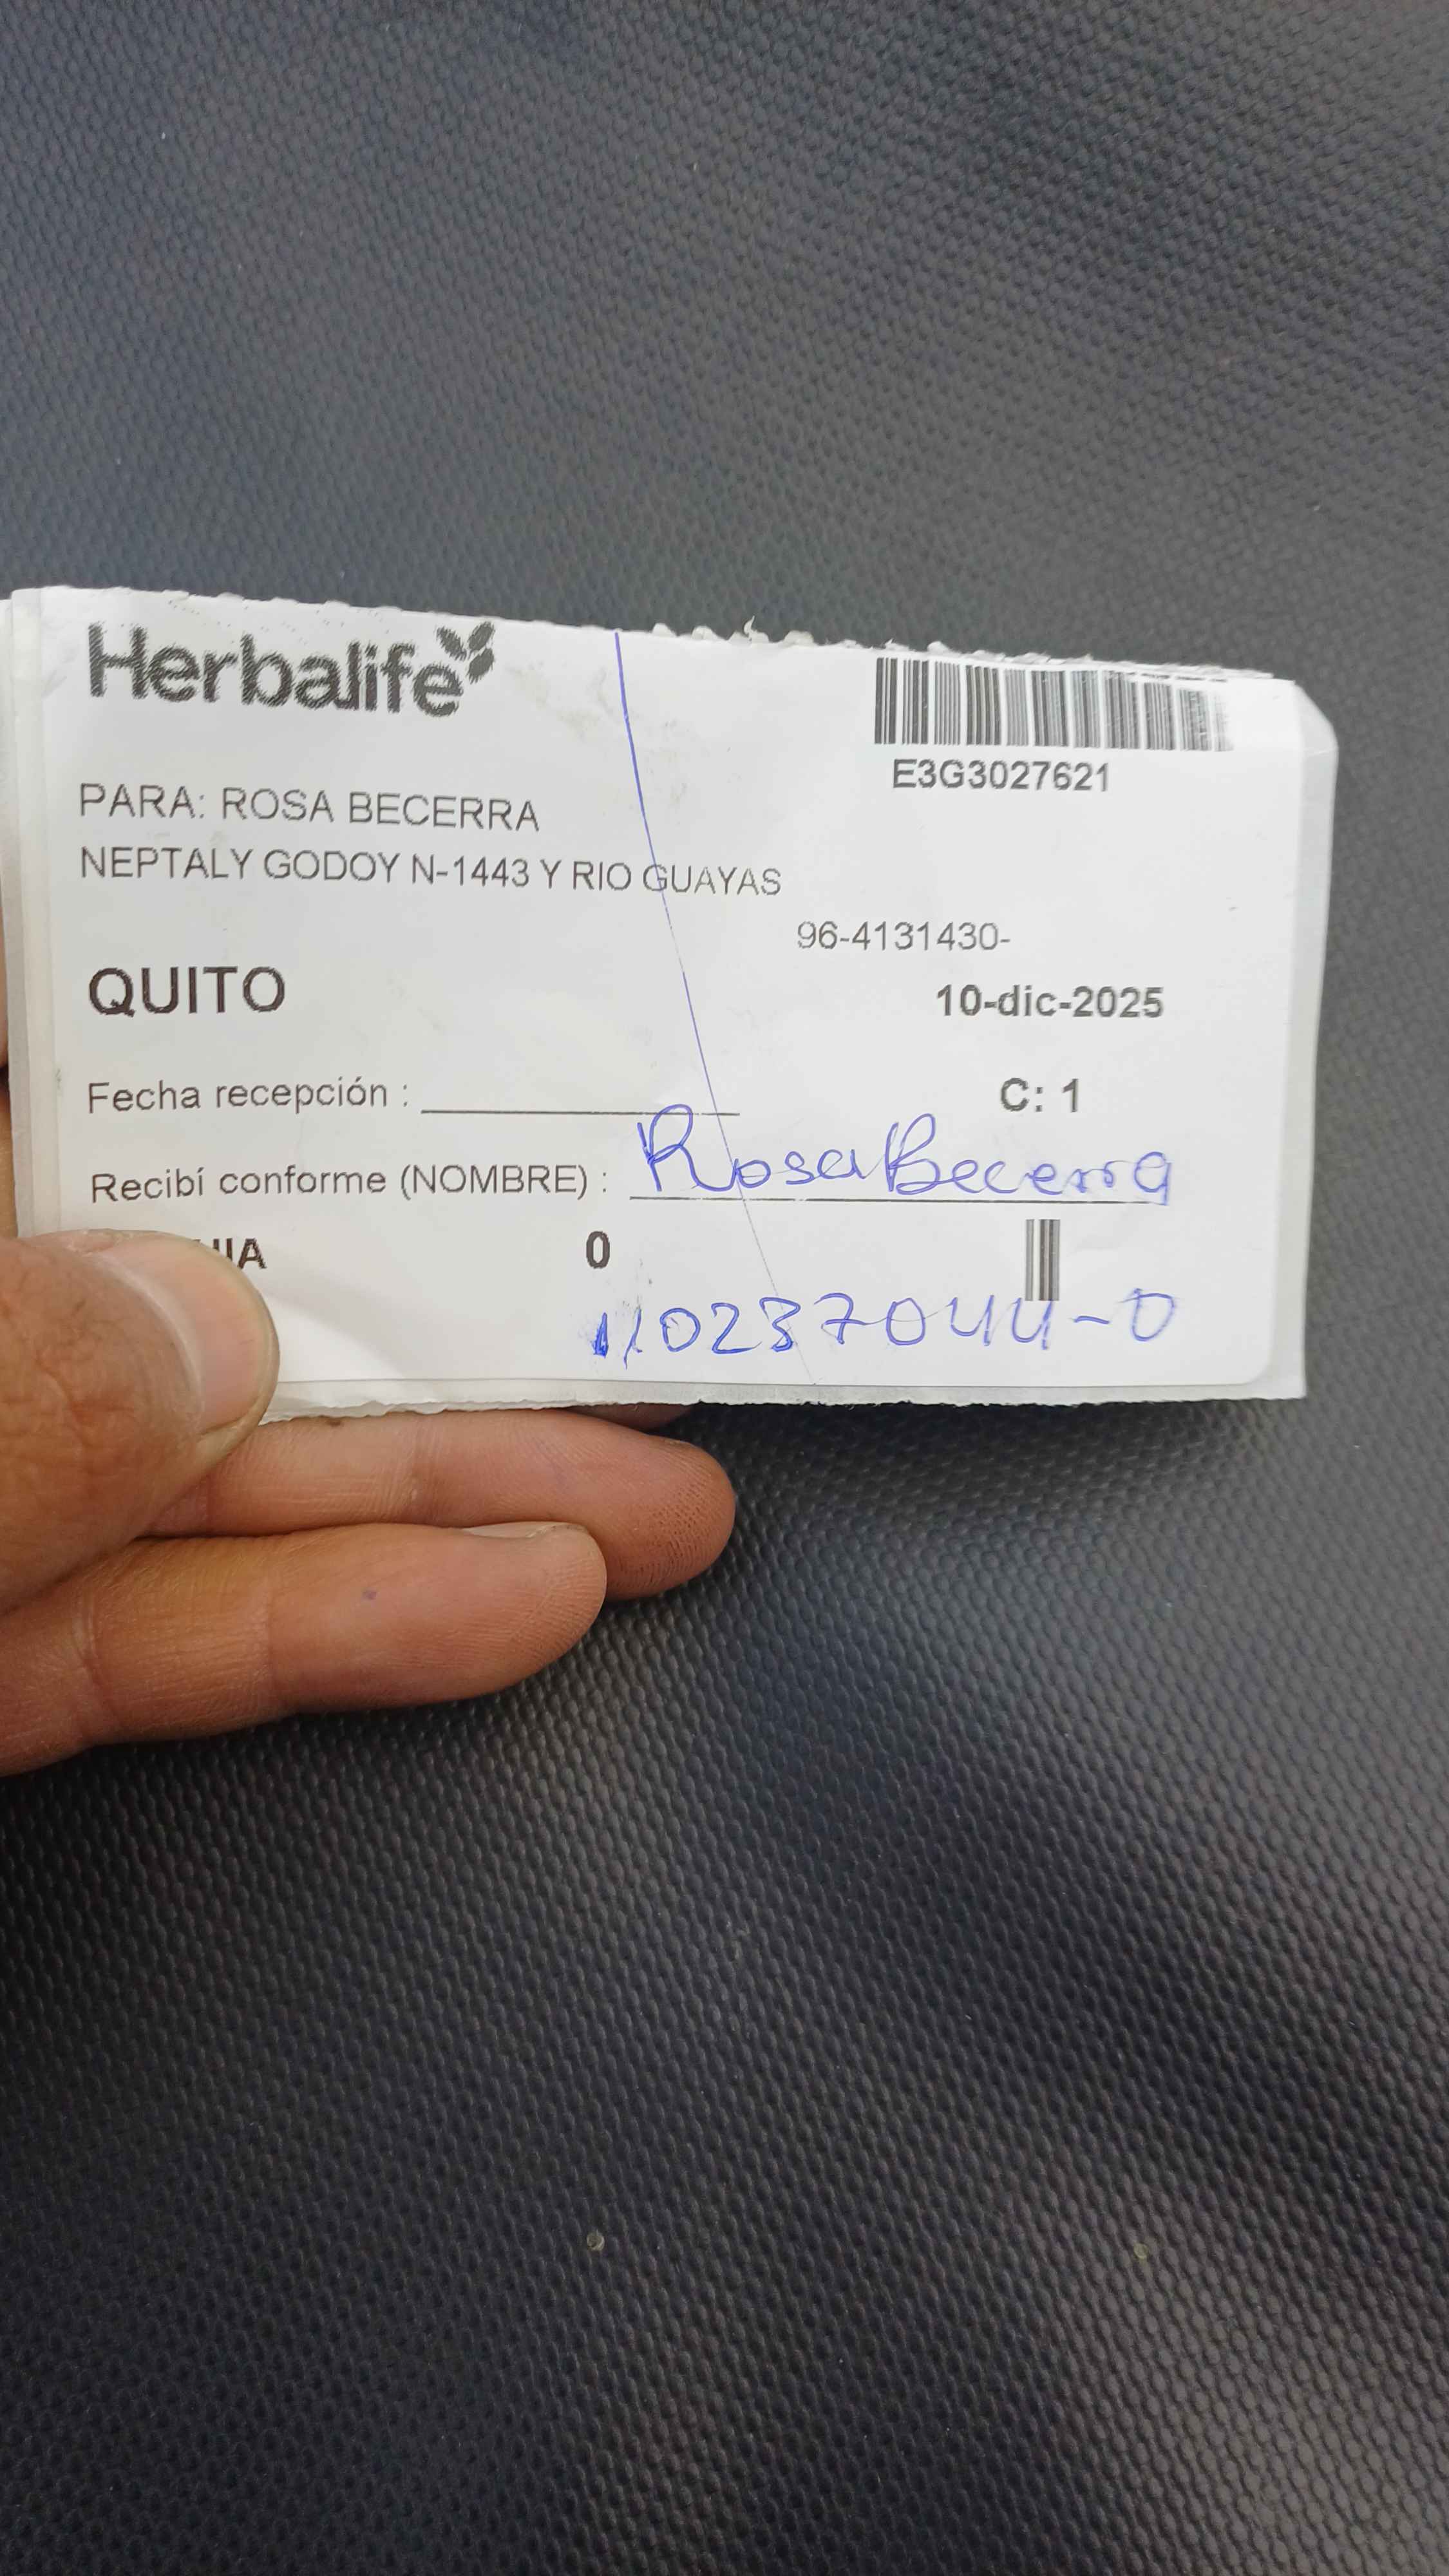 Herbalife
E3G3027621
PARA: ROSA BECERRA
NEPTALY GODOY N-1443 Y RIO GUAYAS
96-4131430-
QUITO
10-dic-2025
Fecha recepción :
C: 1
Recibí conforme (NOMBRE) : Rosa Becerra
0
110237044-0